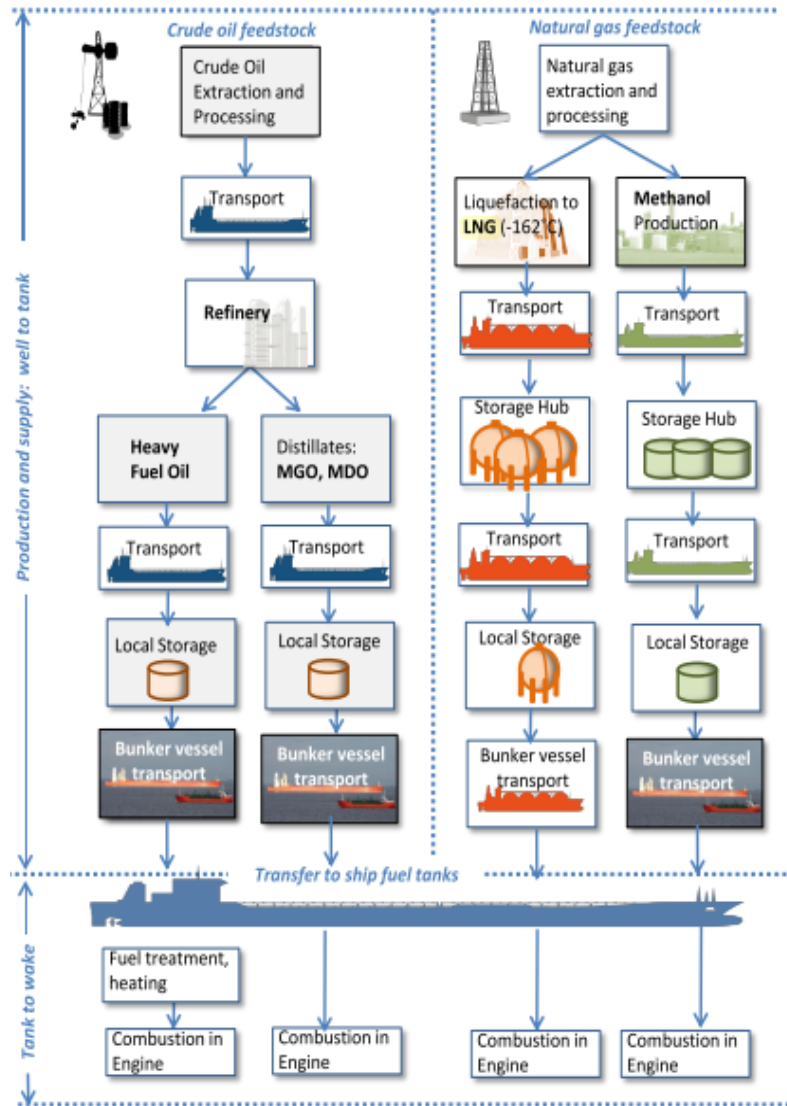 Crude oil feedstock
Natural gas feedstock
Crude Oil
Extraction and
Processing
Natural gas
extraction and
processing
Transport
Liquefaction to
LNG (-162°C)
Methanol
Production
Refinery
Transport
Transport
Storage Hub
Storage Hub
Heavy
Fuel Oil
Distillates:
MGO, MDO
Transport
Transport
Transport
Transport
Local Storage
Local Storage
Local Storage
Local Storage
Bunker vessel
transport
Bunker vessel
transport
Bunker vessel
transport
Bunker vessel
transport
Production and supply: well to tank
Transfer to ship fuel tanks
Tank to wake
Fuel treatment,
heating
Combustion in
Engine
Combustion in
Engine
Combustion in
Engine
Combustion in
Engine